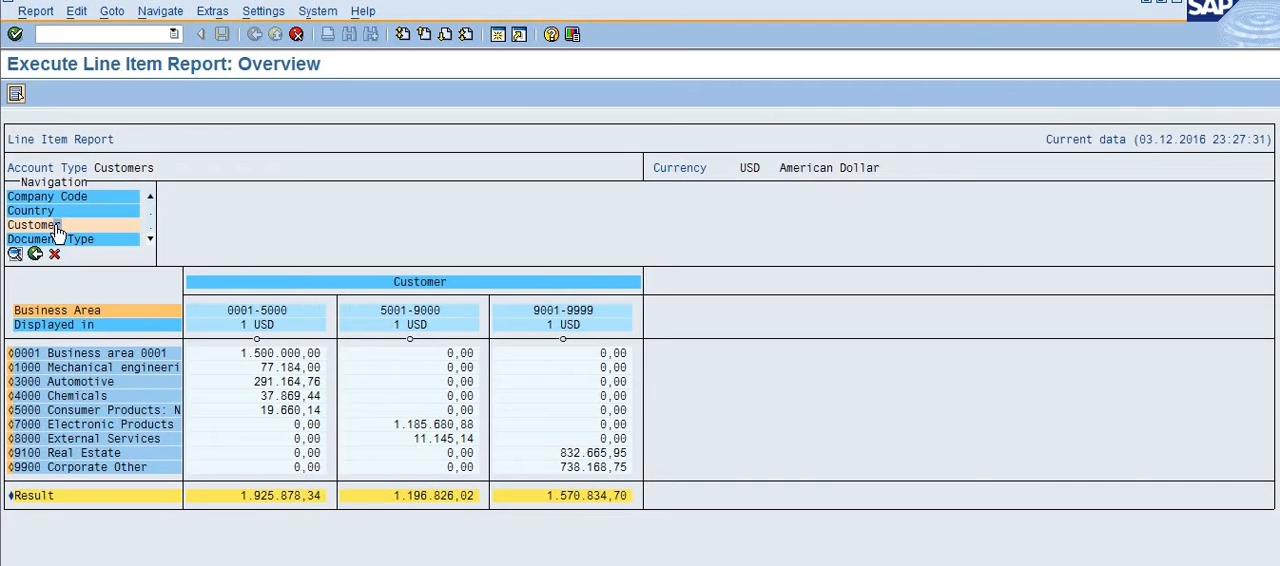 Report Edit Goto Navigate Extras Settings System Help
SAP
Execute Line Item Report: Overview
Line Item Report Current data (03.12.2016 23:27:31)
Account Type Customers Currency USD American Dollar
Navigation
Company Code
Country
Customer
Document Type
Customer
Business Area 0001-5000 5001-9000 9001-9999
Displayed in 1 USD 1 USD 1 USD
0001 Business area 0001 1.500.000,00 0,00 0,00
1000 Mechanical engineeri 77.184,00 0,00 0,00
3000 Automotive 291.164,76 0,00 0,00
4000 Chemicals 37.869,44 0,00 0,00
5000 Consumer Products: N 19.660,14 0,00 0,00
7000 Electronic Products 0,00 1.185.680,88 0,00
8000 External Services 0,00 11.145,14 0,00
9100 Real Estate 0,00 0,00 832.665,95
9900 Corporate Other 0,00 0,00 738.168,75
Result 1.925.878,34 1.196.826,02 1.570.834,70